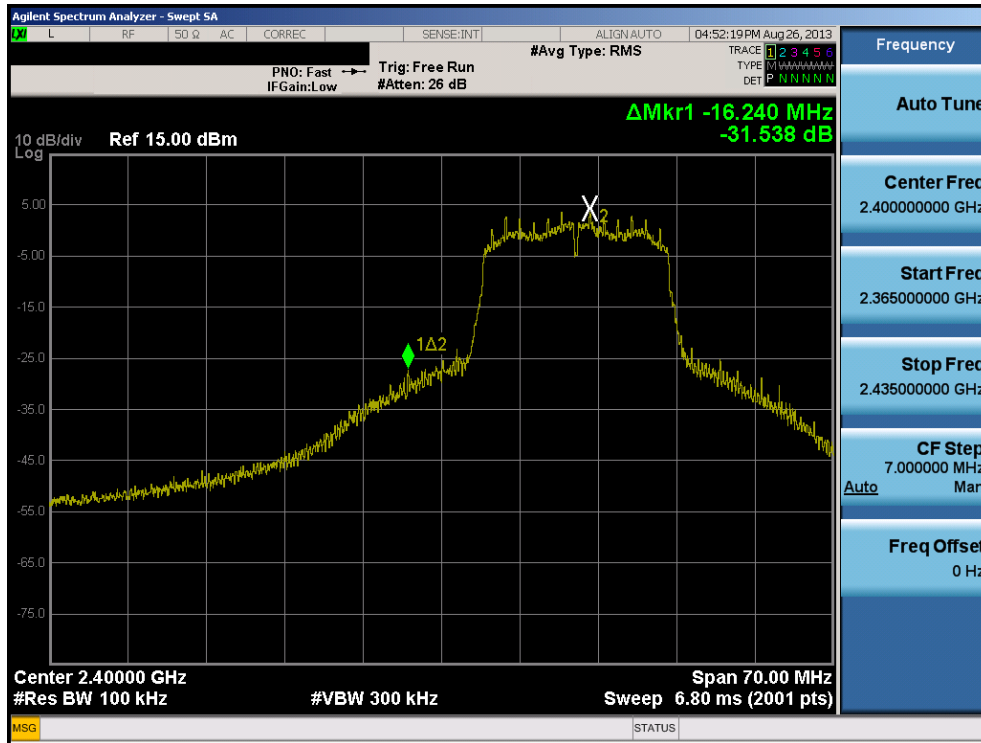 Agilent Spectrum Analyzer - Swept SA
LXI L RF 50 Ω AC CORREC SENSE:INT ALIGN AUTO 04:52:19 PM Aug 26, 2013
#Avg Type: RMS TRACE 1 2 3 4 5 6
PNO: Fast Trig: Free Run TYPE M
IFGain:Low #Atten: 26 dB DET P N N N N N
Frequency
ΔMkr1 -16.240 MHz
-31.538 dB
10 dB/div Ref 15.00 dBm
Log
5.00
-5.00
-15.0
-25.0
-35.0
-45.0
-55.0
-65.0
-75.0
X2
1Δ2
Center 2.40000 GHz Span 70.00 MHz
#Res BW 100 kHz #VBW 300 kHz Sweep 6.80 ms (2001 pts)
MSG STATUS
Auto Tune
Center Freq
2.400000000 GHz
Start Freq
2.365000000 GHz
Stop Freq
2.435000000 GHz
CF Step
7.000000 MHz
Auto Man
Freq Offset
0 Hz